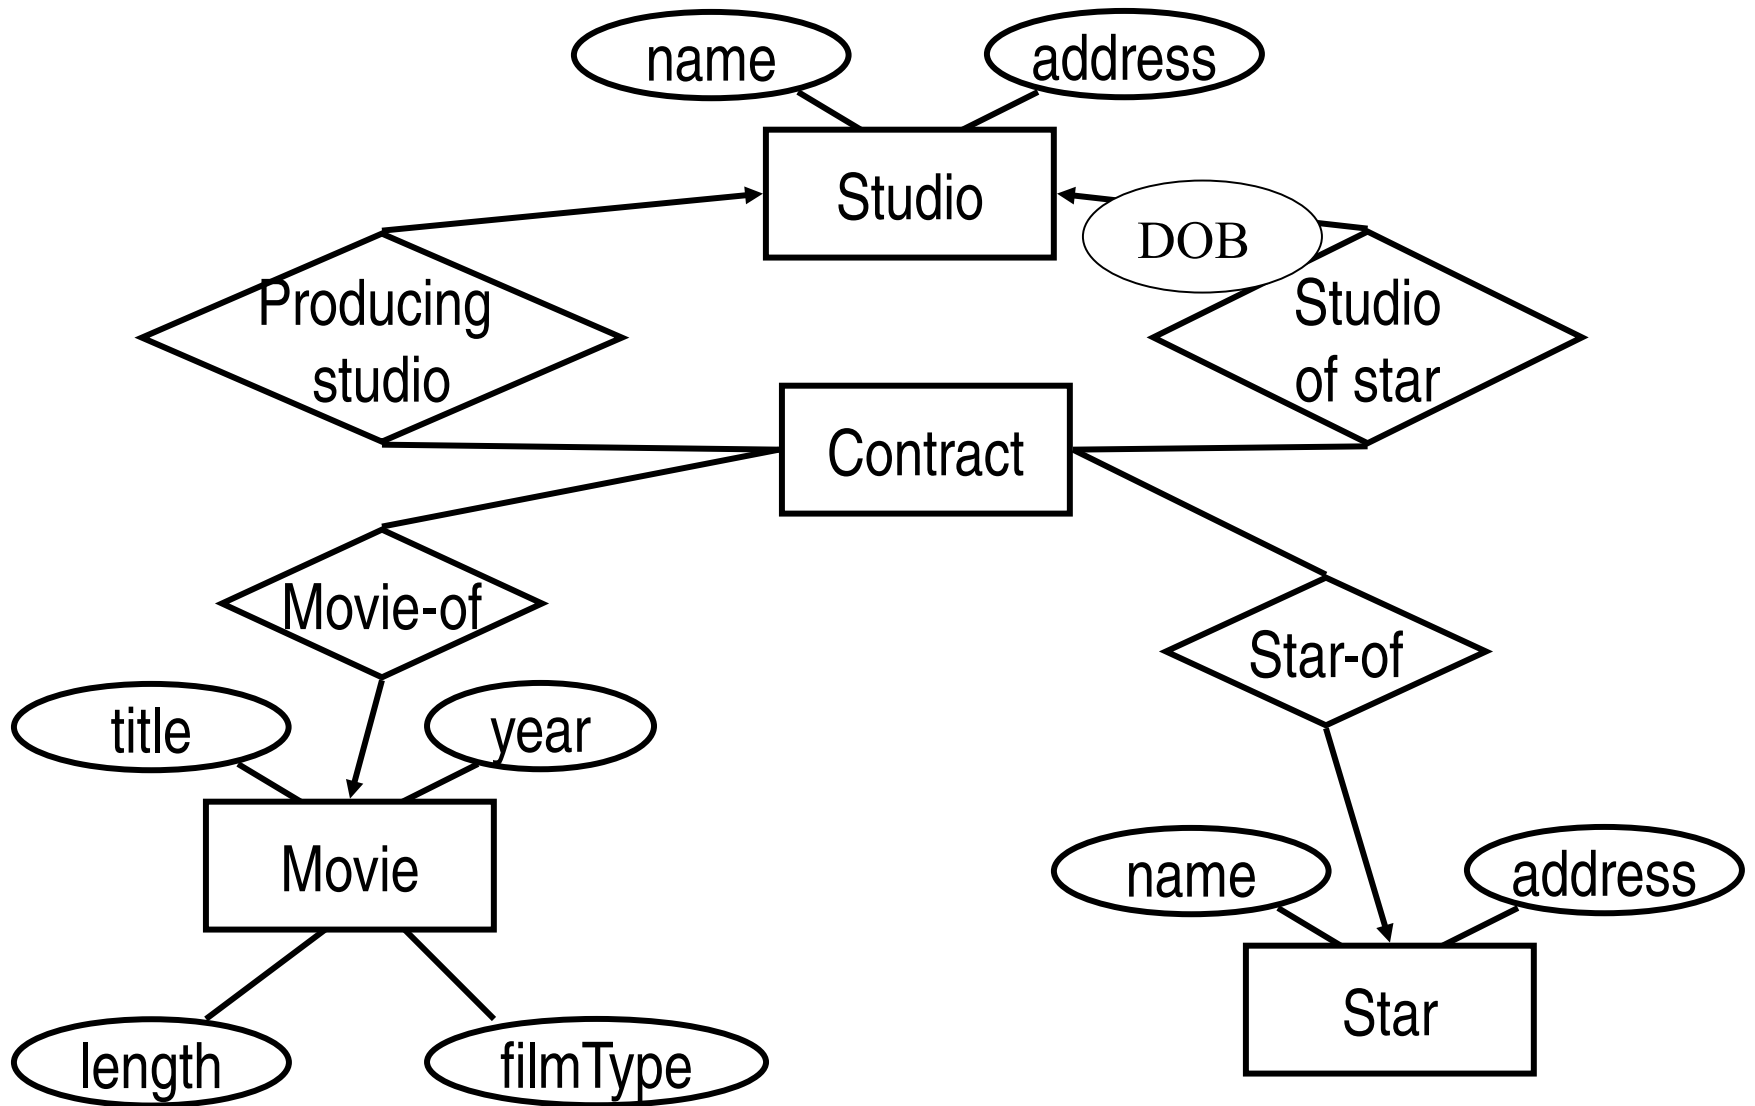 name
address
Studio
DOB
Producing
studio
Studio
of star
Contract
Movie-of
Star-of
title
year
Movie
name
address
Star
length
filmType